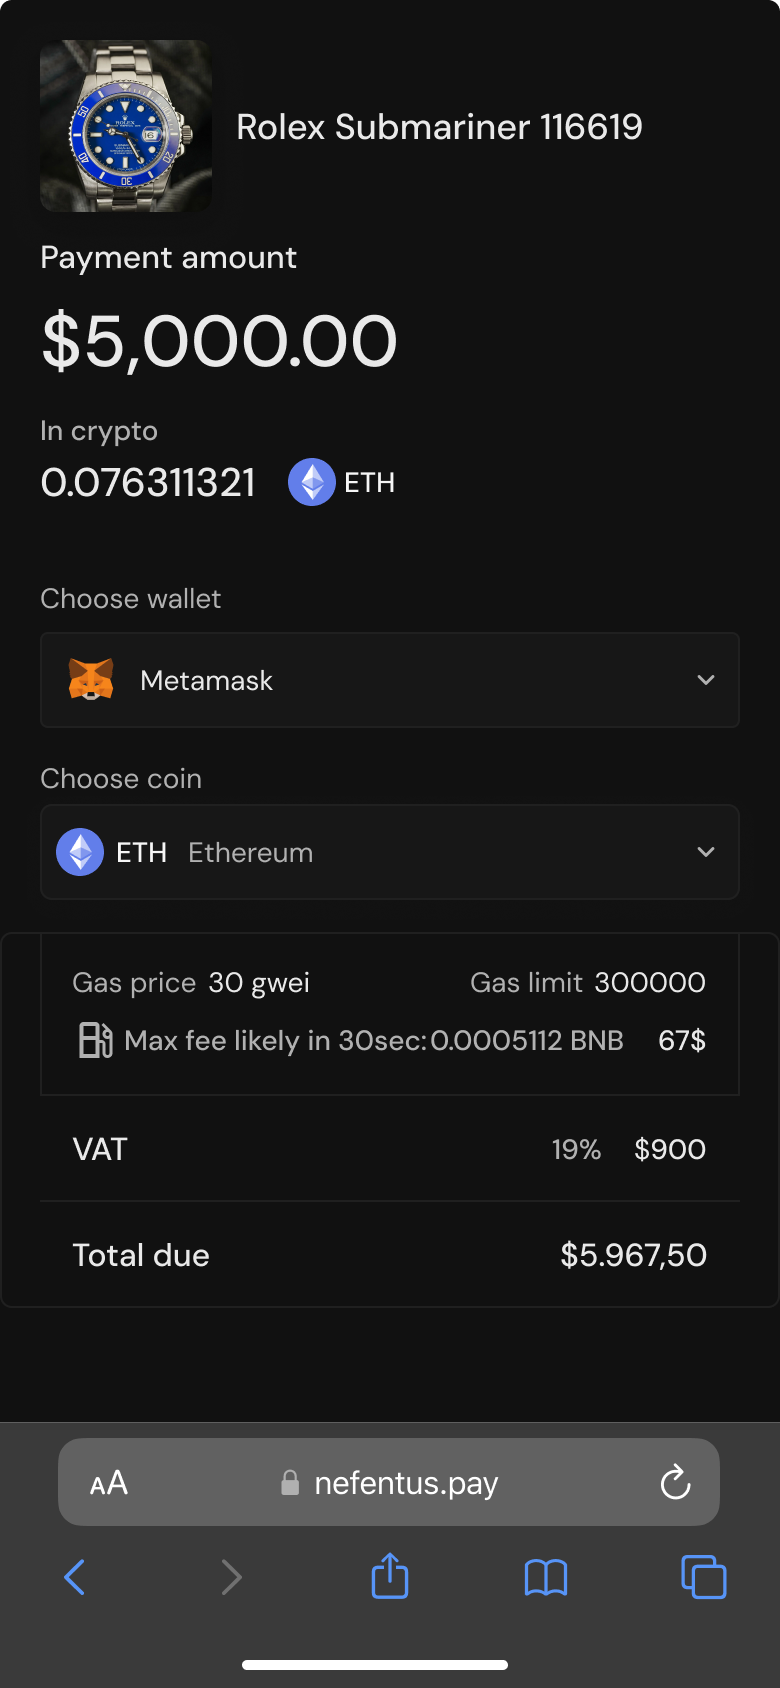 Rolex Submariner 116619
Payment amount
$5,000.00
In crypto
0.076311321 ETH
Choose wallet
Metamask
Choose coin
ETH Ethereum
Gas price 30 gwei Gas limit 300000
Max fee likely in 30sec: 0.0005112 BNB 67$
VAT 19% $900
Total due $5.967,50
AA nefentus.pay